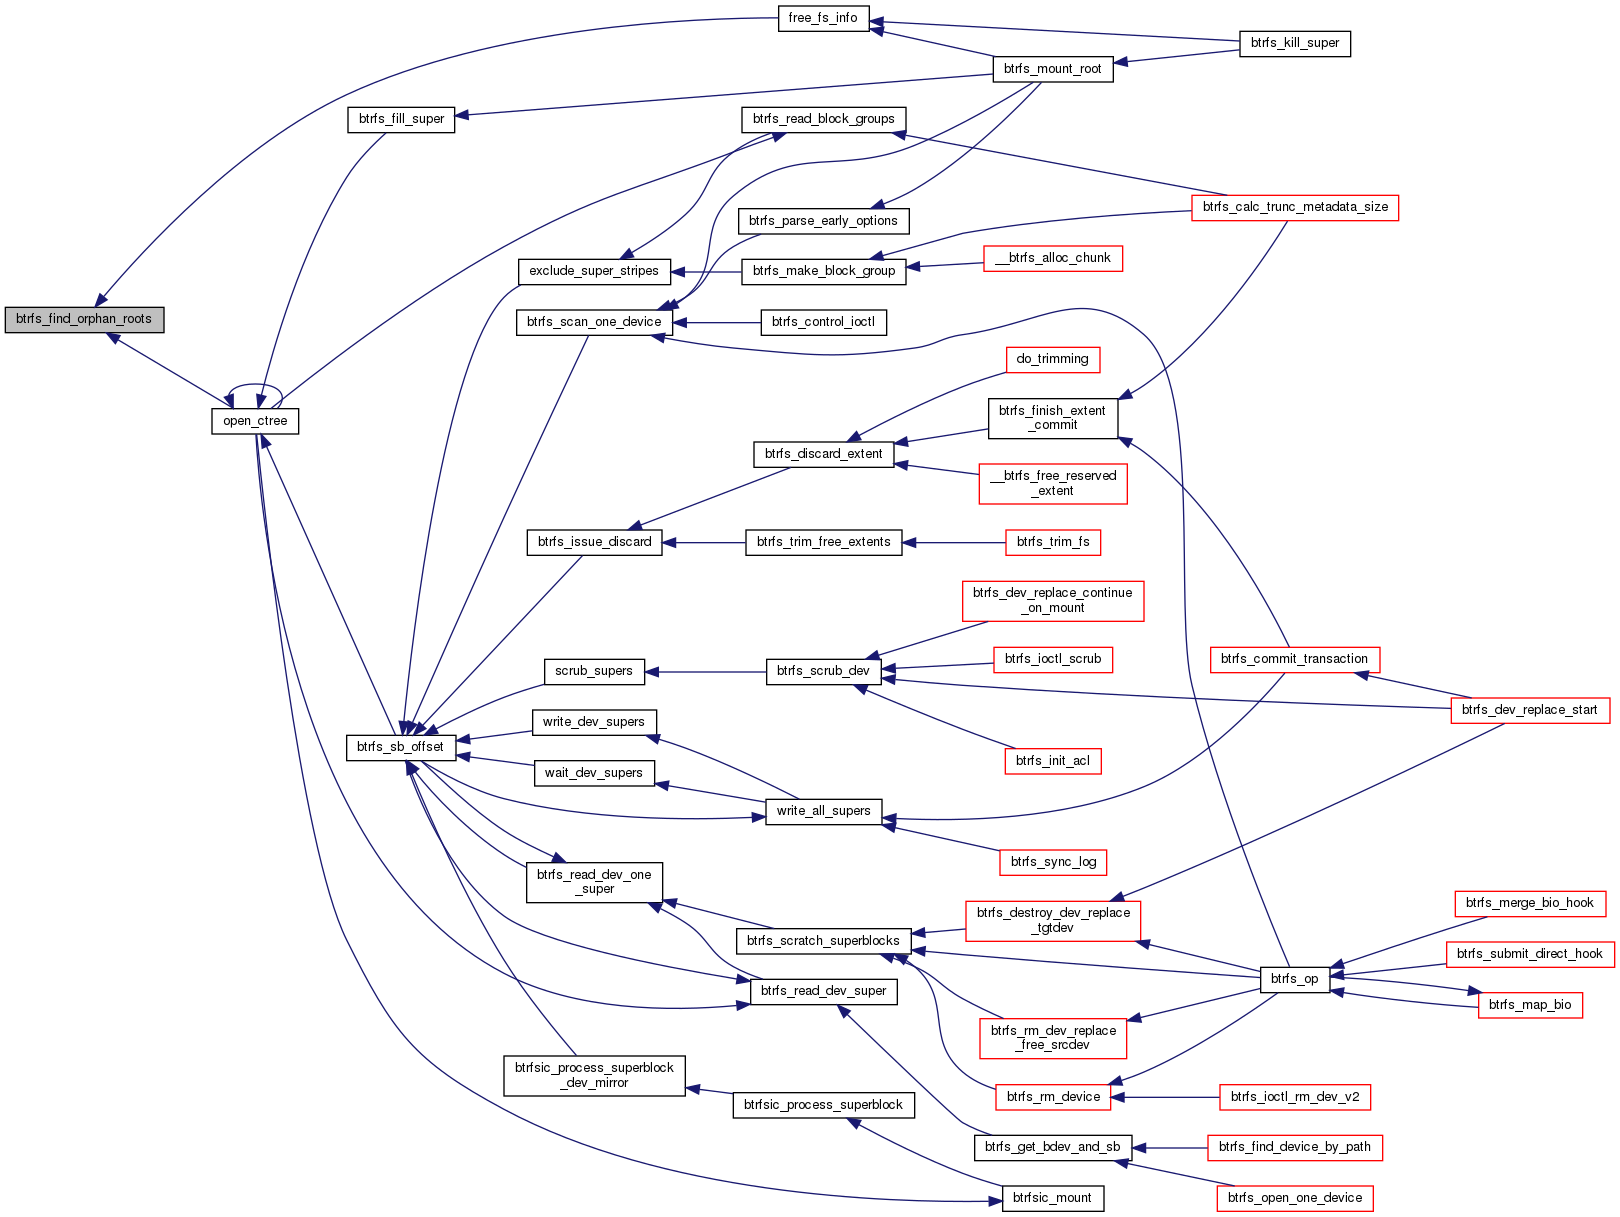 free_fs_info
btrfs_kill_super
btrfs_mount_root
btrfs_fill_super
btrfs_read_block_groups
btrfs_calc_trunc_metadata_size
btrfs_parse_early_options
exclude_super_stripes
btrfs_make_block_group
__btrfs_alloc_chunk
btrfs_find_orphan_roots
btrfs_scan_one_device
btrfs_control_ioctl
do_trimming
open_ctree
btrfs_finish_extent
_commit
btrfs_discard_extent
__btrfs_free_reserved
_extent
btrfs_issue_discard
btrfs_trim_free_extents
btrfs_trim_fs
btrfs_dev_replace_continue
_on_mount
scrub_supers
btrfs_scrub_dev
btrfs_ioctl_scrub
btrfs_commit_transaction
btrfs_dev_replace_start
write_dev_supers
btrfs_sb_offset
btrfs_init_acl
wait_dev_supers
write_all_supers
btrfs_sync_log
btrfs_read_dev_one
_super
btrfs_destroy_dev_replace
_tgtdev
btrfs_merge_bio_hook
btrfs_scratch_superblocks
btrfs_submit_direct_hook
btrfs_op
btrfs_read_dev_super
btrfs_map_bio
btrfs_rm_dev_replace
_free_srcdev
btrfsic_process_superblock
_dev_mirror
btrfsic_process_superblock
btrfs_rm_device
btrfs_ioctl_rm_dev_v2
btrfs_get_bdev_and_sb
btrfs_find_device_by_path
btrfsic_mount
btrfs_open_one_device